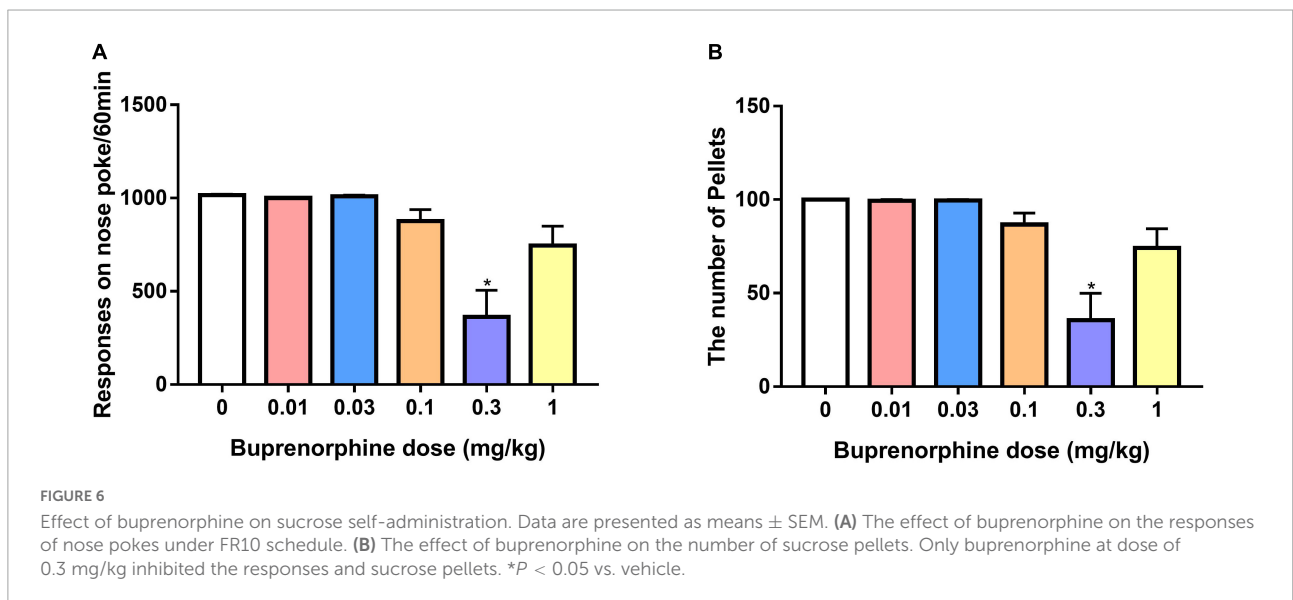 A
Responses on nose poke/60min
1500
1000
500
0
0 0.01 0.03 0.1 0.3 1
*
Buprenorphine dose (mg/kg)
B
The number of Pellets
150
100
50
0
0 0.01 0.03 0.1 0.3 1
*
Buprenorphine dose (mg/kg)
FIGURE 6
Effect of buprenorphine on sucrose self-administration. Data are presented as means ± SEM. (A) The effect of buprenorphine on the responses
of nose pokes under FR10 schedule. (B) The effect of buprenorphine on the number of sucrose pellets. Only buprenorphine at dose of
0.3 mg/kg inhibited the responses and sucrose pellets. *P < 0.05 vs. vehicle.